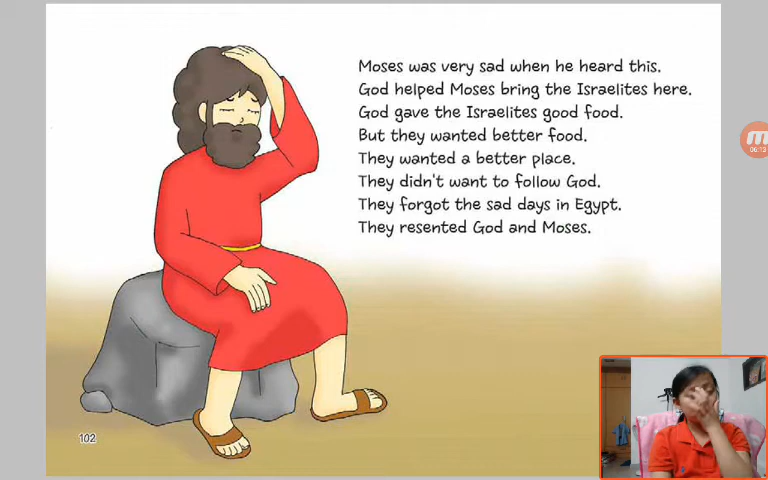 Moses was very sad when he heard this.
God helped Moses bring the Israelites here.
God gave the Israelites good food.
But they wanted better food.
They wanted a better place.
They didn't want to follow God.
They forgot the sad days in Egypt.
They resented God and Moses.
102
06:13